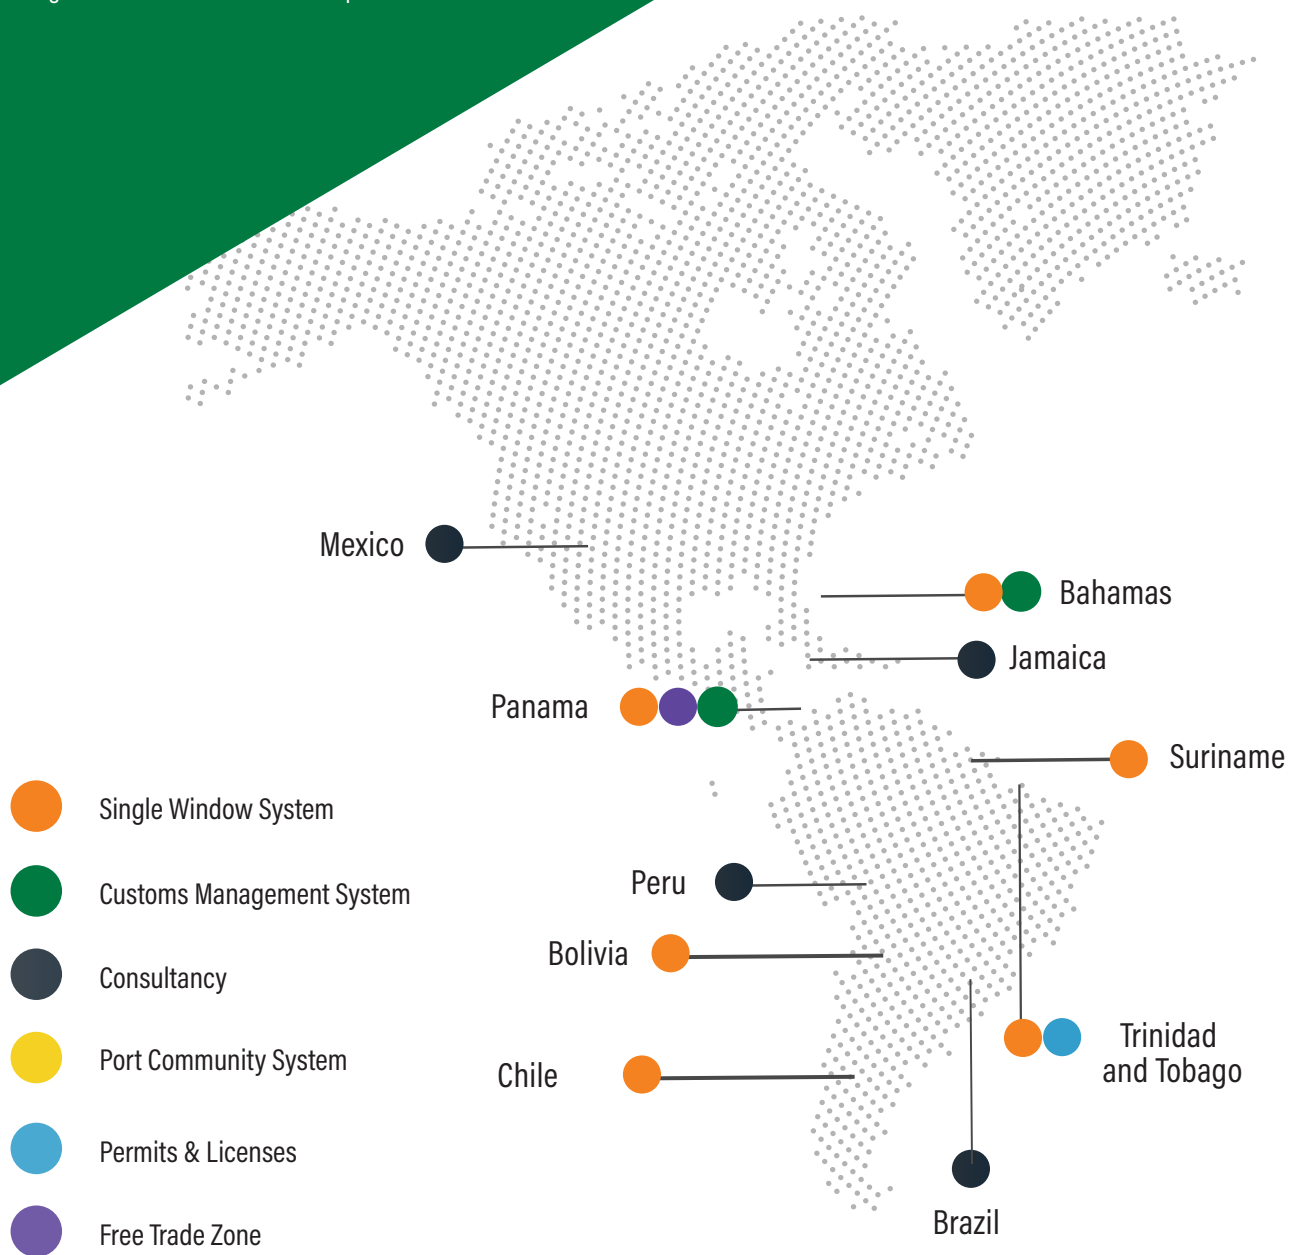 Mexico
Bahamas
Jamaica
Panama
Suriname
Single Window System
Peru
Customs Management System
Bolivia
Consultancy
Trinidad
and Tobago
Port Community System
Chile
Permits & Licenses
Brazil
Free Trade Zone